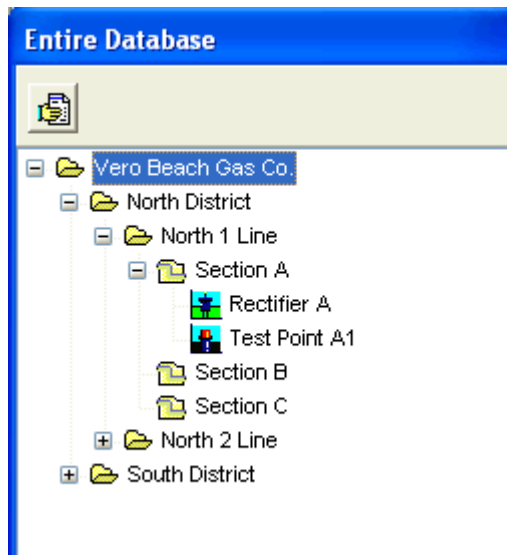 Entire Database
Vero Beach Gas Co.
North District
North 1 Line
Section A
Rectifier A
Test Point A1
Section B
Section C
North 2 Line
South District